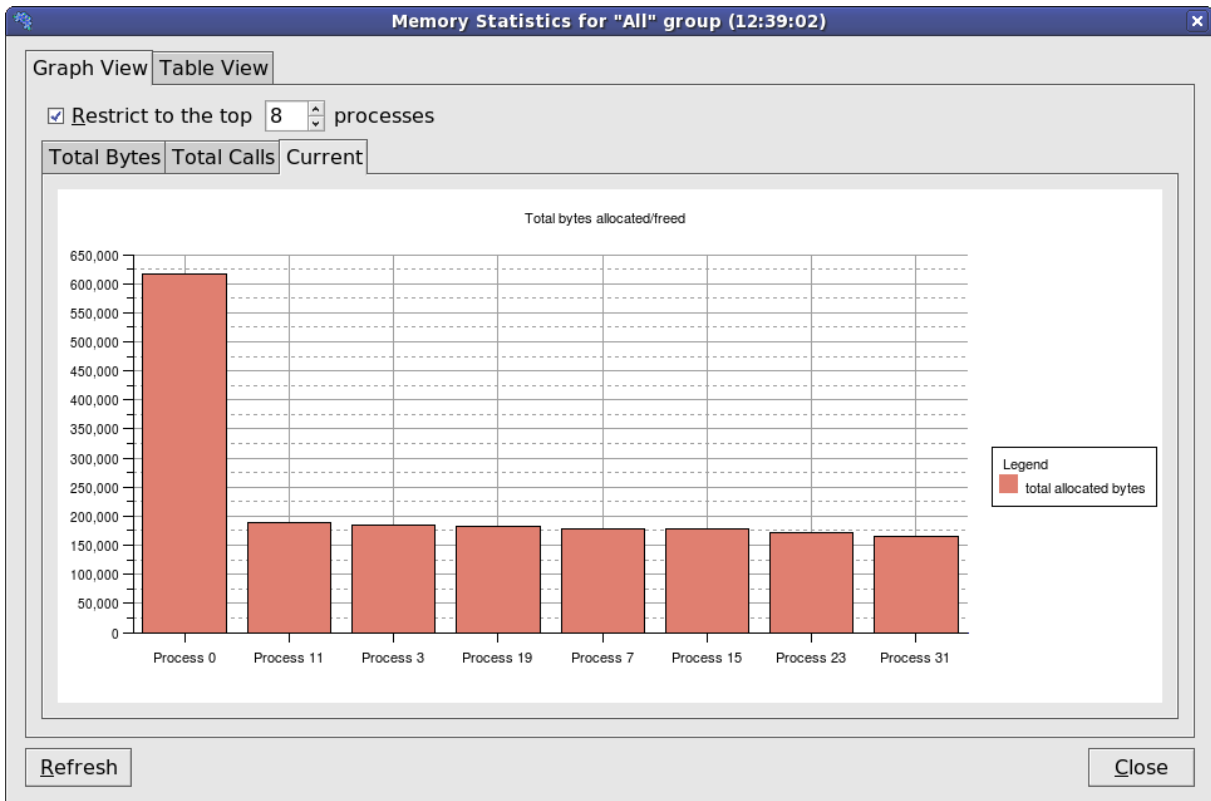 Memory Statistics for "All" group (12:39:02)
Graph View Table View
Restrict to the top 8 processes
Total Bytes Total Calls Current
Total bytes allocated/freed
650,000
600,000
550,000
500,000
450,000
400,000
350,000
300,000
250,000
200,000
150,000
100,000
50,000
0
Process 0 Process 11 Process 3 Process 19 Process 7 Process 15 Process 23 Process 31
Legend
total allocated bytes
Refresh Close